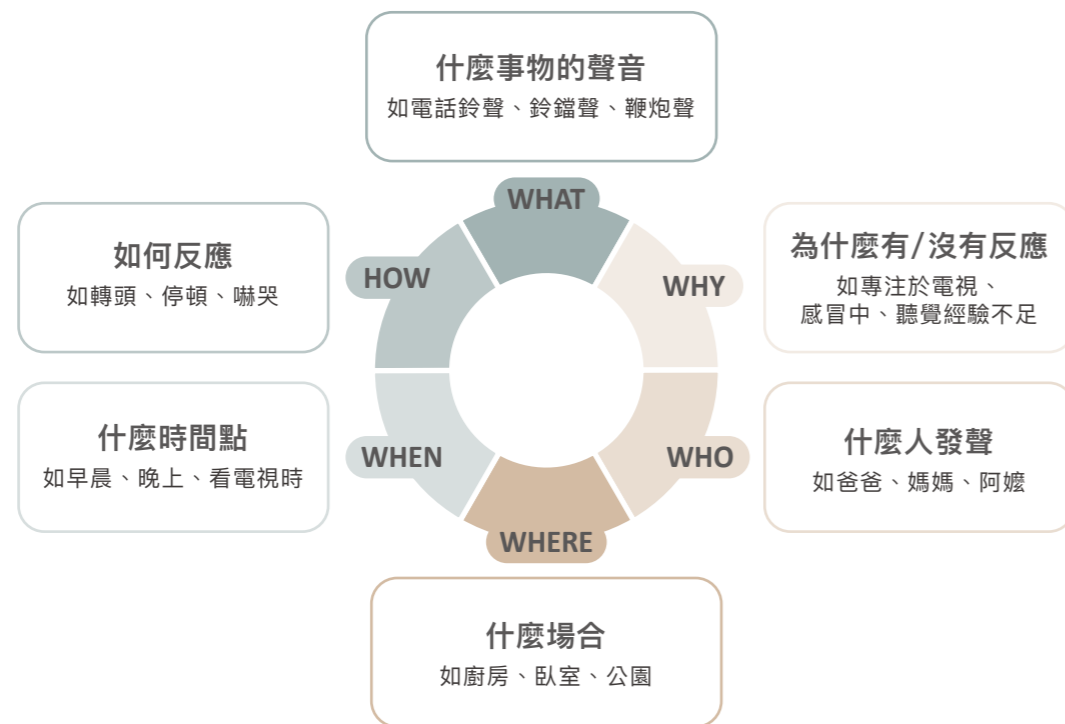 什麼事物的聲音
如電話鈴聲、鈴鐺聲、鞭炮聲
WHAT
為什麼有/沒有反應
如專注於電視、
感冒中、聽覺經驗不足
WHY
什麼人發聲
如爸爸、媽媽、阿嬤
WHO
什麼場合
如廚房、臥室、公園
WHERE
什麼時間點
如早晨、晚上、看電視時
WHEN
如何反應
如轉頭、停頓、嚇哭
HOW